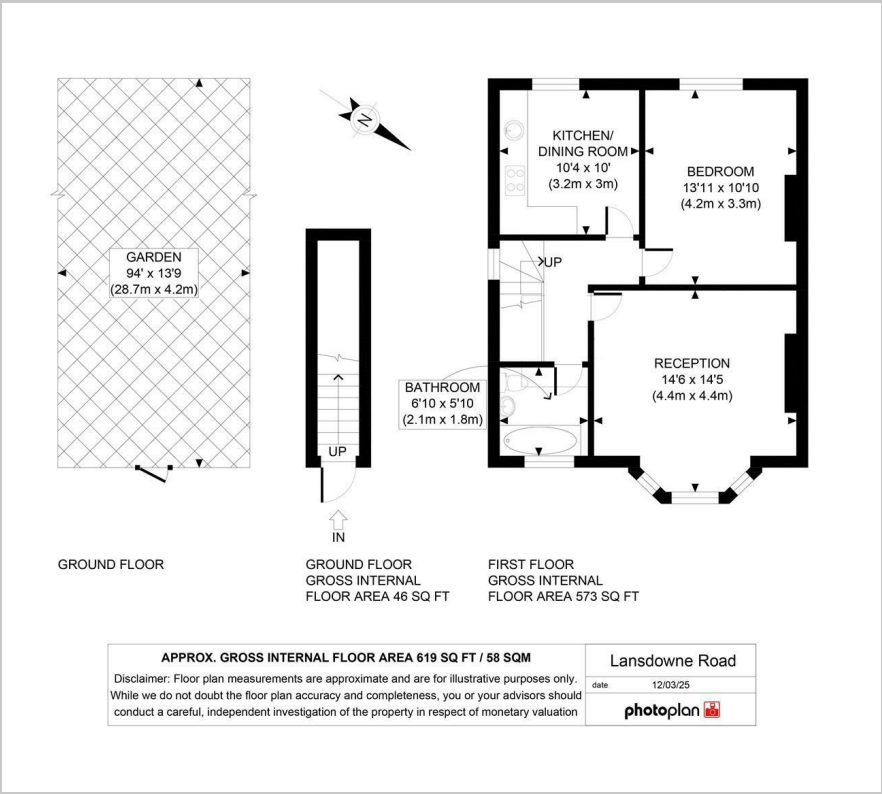 N
KITCHEN/
DINING ROOM
10'4 x 10'
(3.2m x 3m)
BEDROOM
13'11 x 10'10
(4.2m x 3.3m)
GARDEN
94' x 13'9
(28.7m x 4.2m)
UP
RECEPTION
14'6 x 14'5
(4.4m x 4.4m)
BATHROOM
6'10 x 5'10
(2.1m x 1.8m)
UP
IN
GROUND FLOOR
GROUND FLOOR
GROSS INTERNAL
FLOOR AREA 46 SQ FT
FIRST FLOOR
GROSS INTERNAL
FLOOR AREA 573 SQ FT
APPROX. GROSS INTERNAL FLOOR AREA 619 SQ FT / 58 SQM
Disclaimer: Floor plan measurements are approximate and are for illustrative purposes only.
While we do not doubt the floor plan accuracy and completeness, you or your advisors should
conduct a careful, independent investigation of the property in respect of monetary valuation
Lansdowne Road
date 12/03/25
photoplan